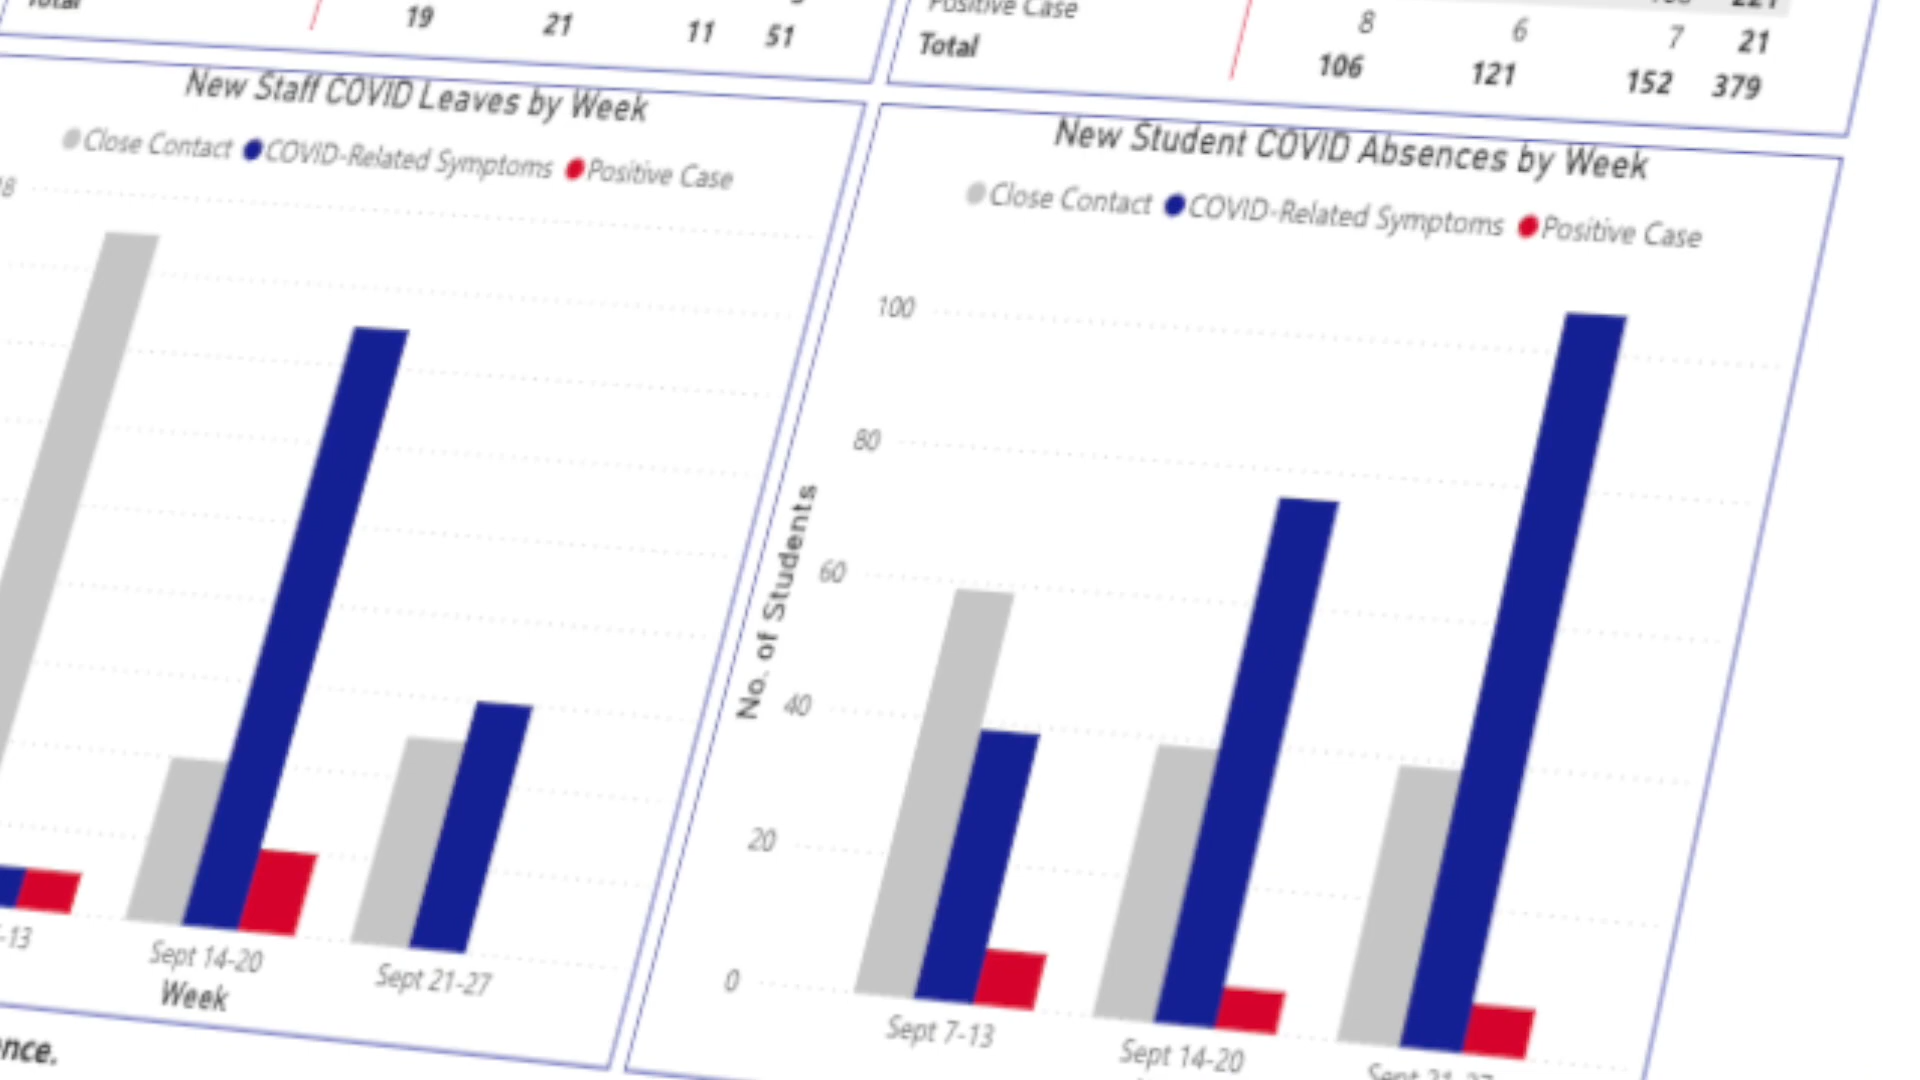 Total 19 21 11 51
Positive Case 8 6 7 21
Total 106 121 152 379
New Staff COVID Leaves by Week
Close Contact COVID-Related Symptoms Positive Case
Sept 14-20
Sept 21-27
Week
New Student COVID Absences by Week
Close Contact COVID-Related Symptoms Positive Case
100
80
60
40
20
0
No. of Students
Sept 7-13
Sept 14-20